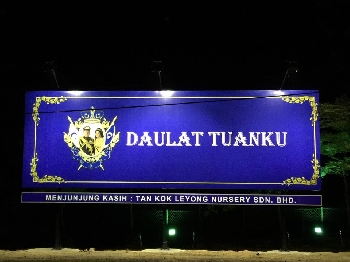 DAULAT TUANKU
MENJUNJUNG KASIH : TAN KOK LEYONG NURSERY SDN. BHD.